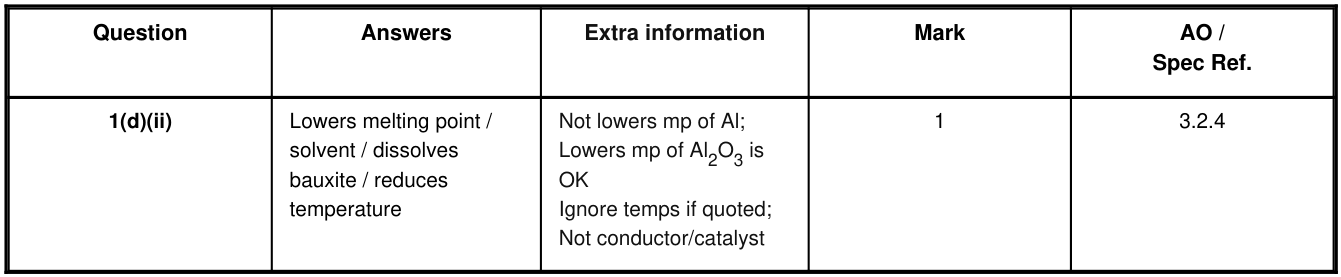 Question
Answers
Extra information
Mark
AO /
Spec Ref.
1(d)(ii)
Lowers melting point /
solvent / dissolves
bauxite / reduces
temperature
Not lowers mp of Al;
Lowers mp of Al₂O₃ is
OK
Ignore temps if quoted;
Not conductor/catalyst
1
3.2.4